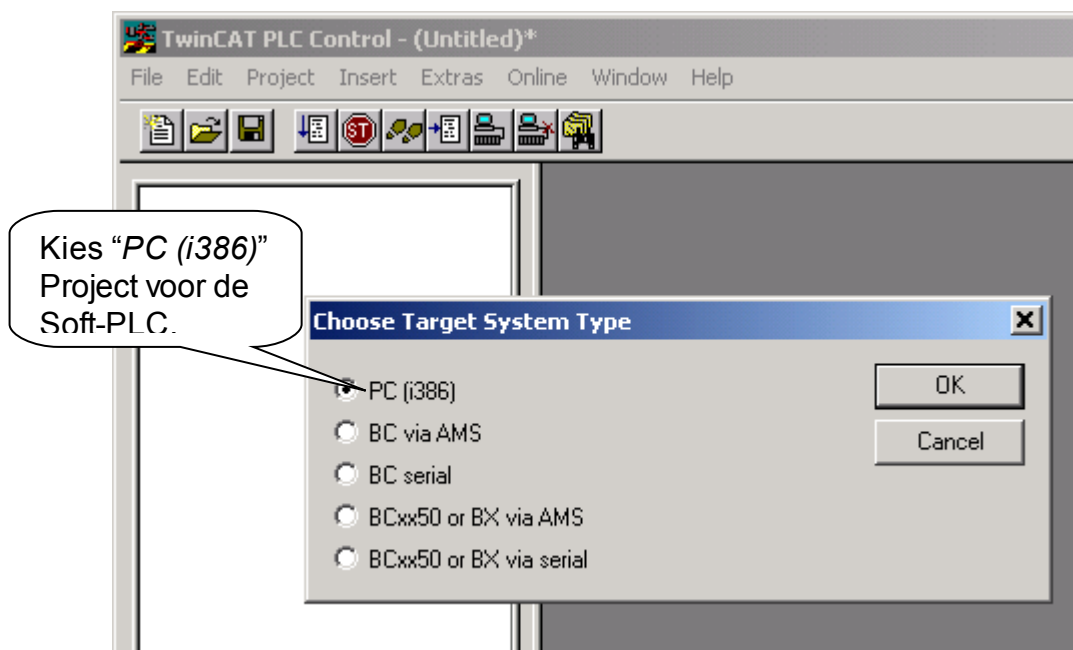 TwinCAT PLC Control - (Untitled)*
File Edit Project Insert Extras Online Window Help
ST
Kies “PC (i386)”
Project voor de
Soft-PLC.
Choose Target System Type
PC (i386)
OK
BC via AMS
Cancel
BC serial
BCxx50 or BX via AMS
BCxx50 or BX via serial